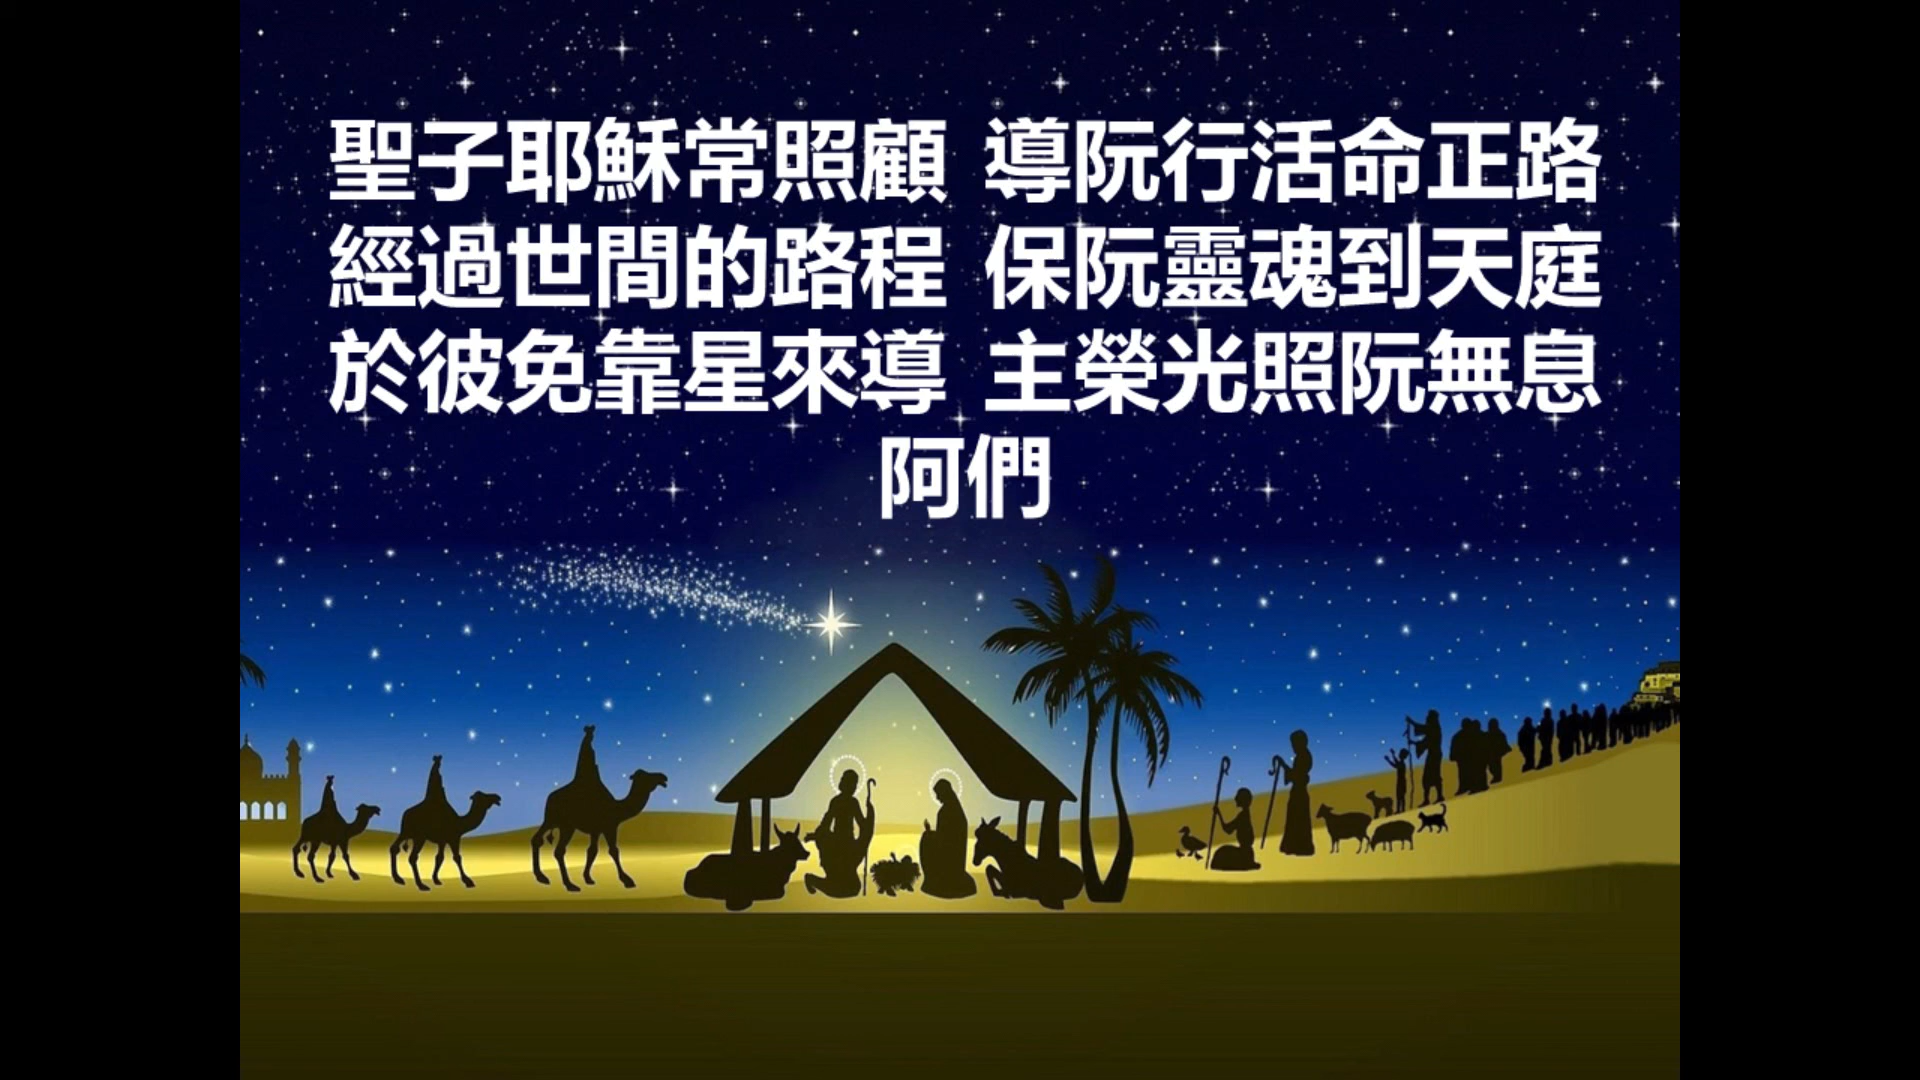 聖子耶穌常照顧 導阮行活命正路
經過世間的路程 保阮靈魂到天庭
於彼免靠星來導 主榮光照阮無息
阿們